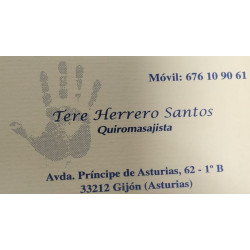 Móvil: 676 10 90 61
Tere Herrero Santos
Quiromasajista
Avda. Príncipe de Asturias, 62 - 1º B
33212 Gijón (Asturias)